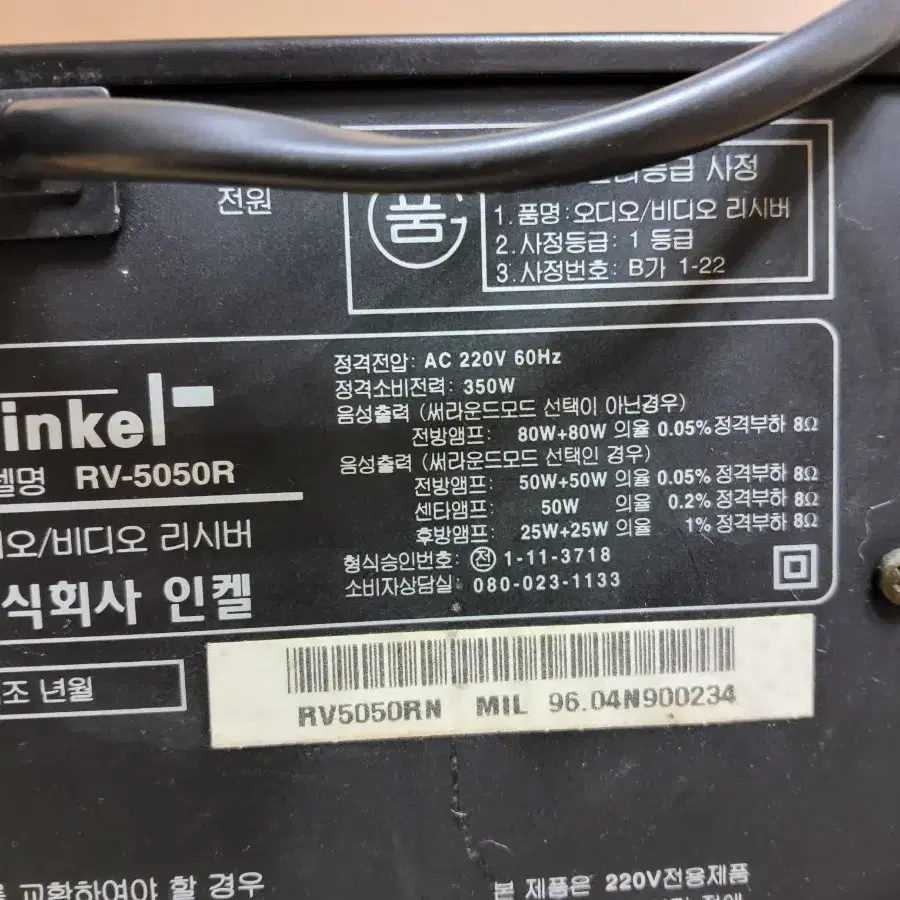 전원
품
등급 사정
1. 품명: 오디오/비디오 리시버
2. 사정등급: 1 등급
3. 사정번호: B가 1-22
inkel
델명 RV-5050R
오/비디오 리시버
식회사 인켈
정격전압: AC 220V 60Hz
정격소비전력: 350W
음성출력 (써라운드모드 선택이 아닌경우)
전방앰프: 80W+80W 의율 0.05% 정격부하 8Ω
음성출력 (써라운드모드 선택인 경우)
전방앰프: 50W+50W 의율 0.05% 정격부하 8Ω
센타앰프: 50W 의율 0.2% 정격부하 8Ω
후방앰프: 25W+25W 의율 1% 정격부하 8Ω
형식승인번호: 전 1-11-3718
소비자상담실: 080-023-1133
조 년월
RV5050RN MIL 96.04N900234
교환하여야 할 경우
본 제품은 220V전용제품